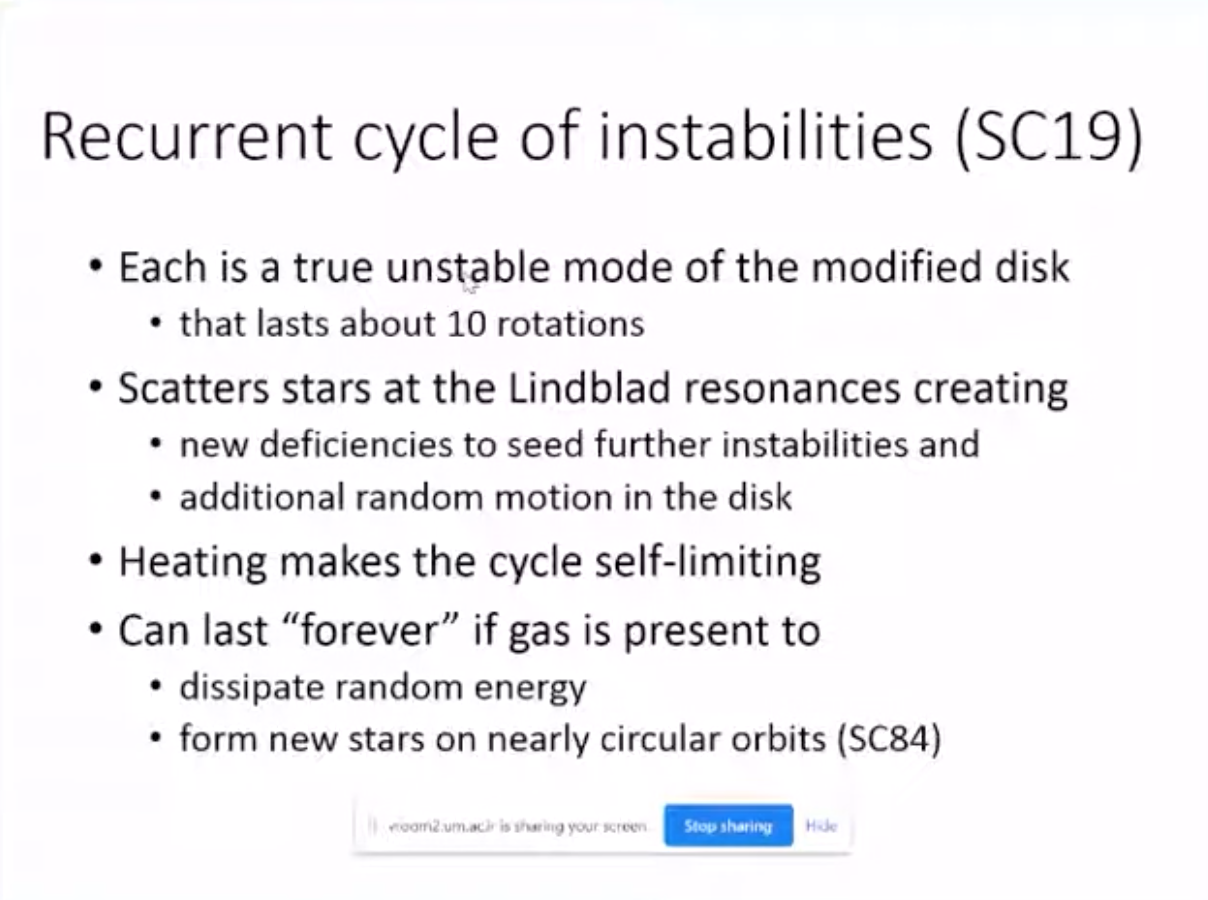 Recurrent cycle of instabilities (SC19)
• Each is a true unstable mode of the modified disk
• that lasts about 10 rotations
• Scatters stars at the Lindblad resonances creating
• new deficiencies to seed further instabilities and
• additional random motion in the disk
• Heating makes the cycle self-limiting
• Can last “forever” if gas is present to
• dissipate random energy
• form new stars on nearly circular orbits (SC84)
vroom2.um.ac.ir is sharing your screen. Stop sharing Hide